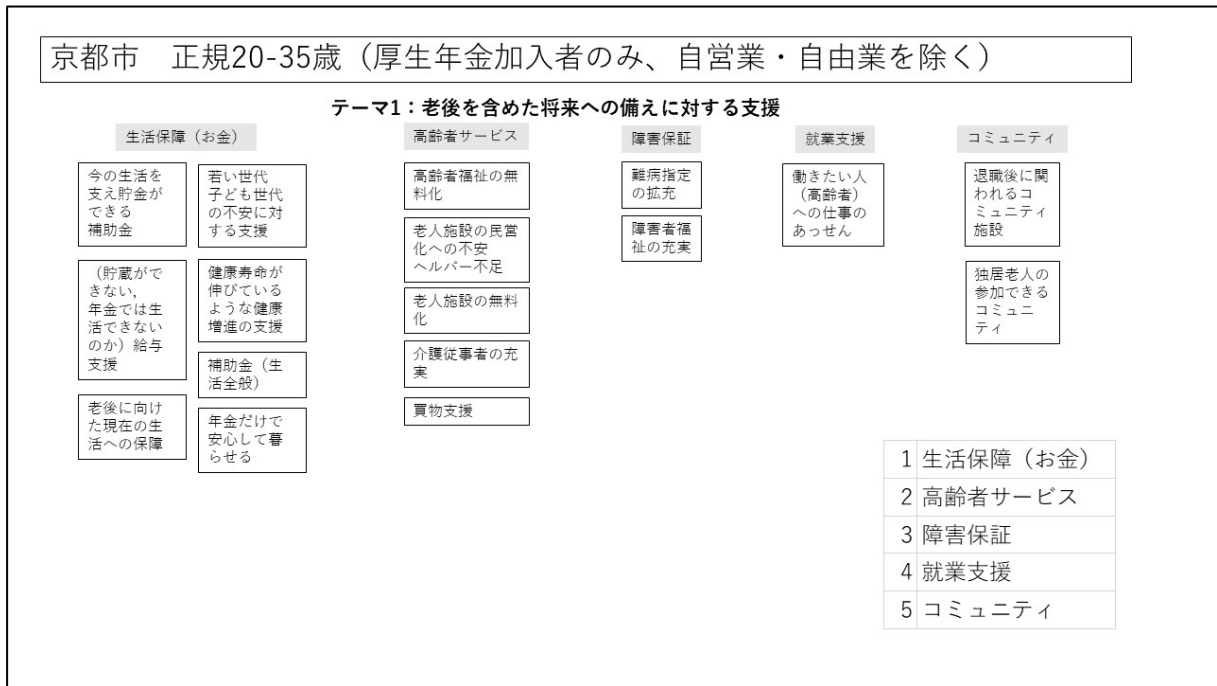 京都市　正規20-35歳（厚生年金加入者のみ、自営業・自由業を除く）
テーマ1：老後を含めた将来への備えに対する支援
生活保障（お金）
今の生活を
支え貯金が
できる
補助金
（貯蔵がで
きない，
年金では生
活できない
のか）給与
支援
老後に向け
た現在の生
活への保障
若い世代
子ども世代
の不安に対
する支援
健康寿命が
伸びている
ような健康
増進の支援
補助金（生
活全般）
年金だけで
安心して暮
らせる
高齢者サービス
高齢者福祉の無
料化
老人施設の民営
化への不安
ヘルパー不足
老人施設の無料
化
介護従事者の充
実
買物支援
障害保証
難病指定
の拡充
障害者福
祉の充実
就業支援
働きたい人
（高齢者）
への仕事の
あっせん
コミュニティ
退職後に関
われるコ
ミュニティ
施設
独居老人の
参加できる
コミュニ
ティ
1 生活保障（お金）
2 高齢者サービス
3 障害保証
4 就業支援
5 コミュニティ